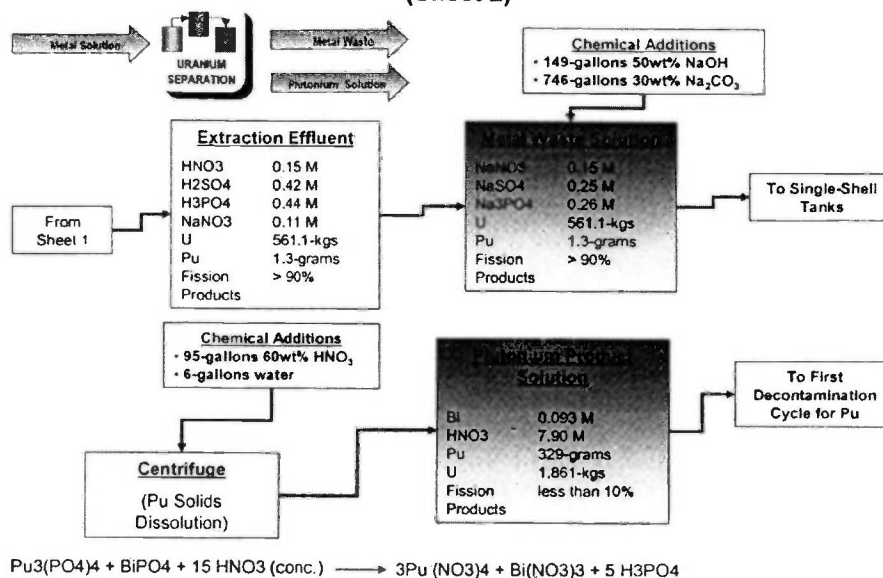 Metal Solution
URANIUM
SEPARATION
Metal Waste
Plutonium Solution
Chemical Additions
• 149-gallons 50wt% NaOH
• 746-gallons 30wt% Na₂CO₃
From
Sheet 1
Extraction Effluent
HNO3 0.15 M
H2SO4 0.42 M
H3PO4 0.44 M
NaNO3 0.11 M
U 561.1-kgs
Pu 1.3-grams
Fission > 90%
Products
Metal Waste Solution
NaNO3 0.15 M
NaSO4 0.25 M
Na3PO4 0.26 M
U 561.1-kgs
Pu 1.3-grams
Fission > 90%
Products
To Single-Shell
Tanks
Chemical Additions
• 95-gallons 60wt% HNO₃
• 6-gallons water
Centrifuge
(Pu Solids
Dissolution)
Plutonium Product
Solution
Bi 0.093 M
HNO3 7.90 M
Pu 329-grams
U 1,861-kgs
Fission less than 10%
Products
To First
Decontamination
Cycle for Pu
Pu3(PO4)4 + BiPO4 + 15 HNO3 (conc.) → 3Pu (NO3)4 + Bi(NO3)3 + 5 H3PO4